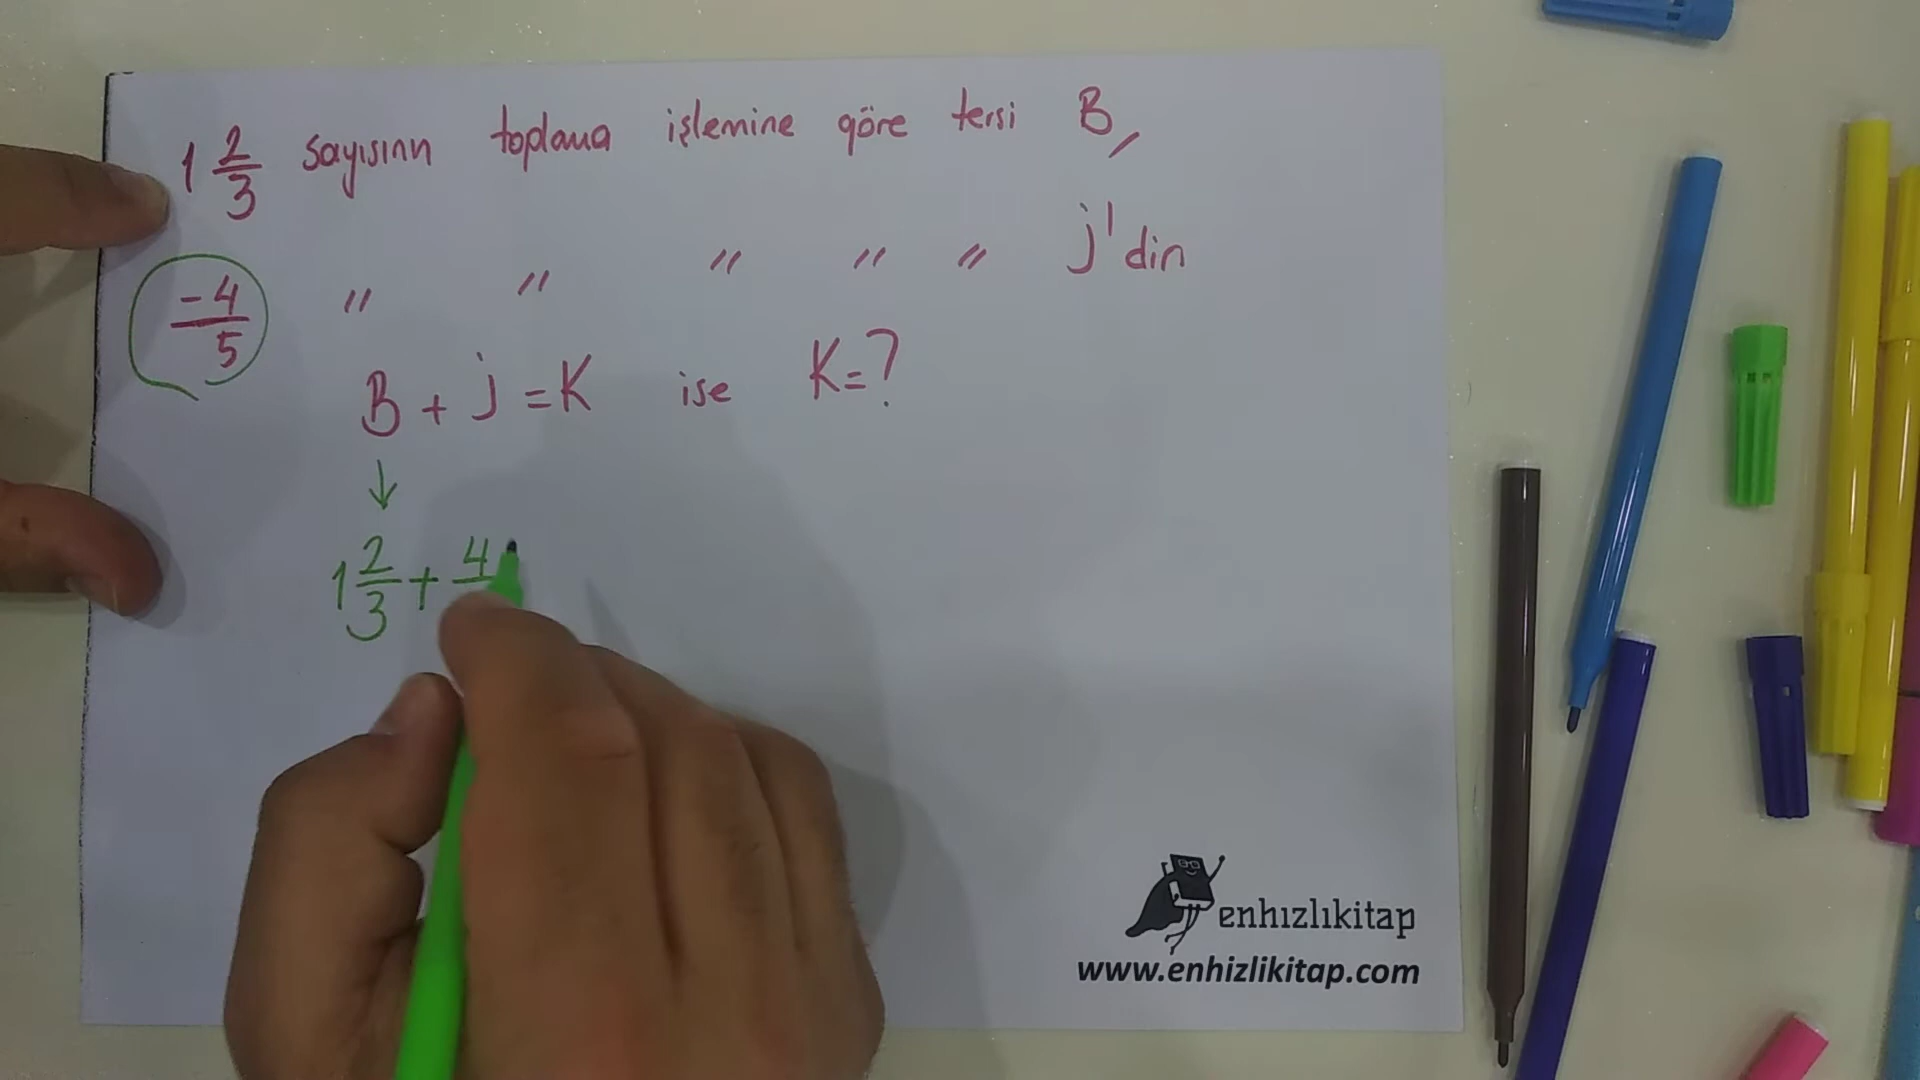 1 2/3 sayısının toplama işlemine göre tersi B,
-4/5 " " " " " j'din
B + j = K ise K=?
↓
1 2/3 + 4
enhızlıkitap
www.enhizlikitap.com